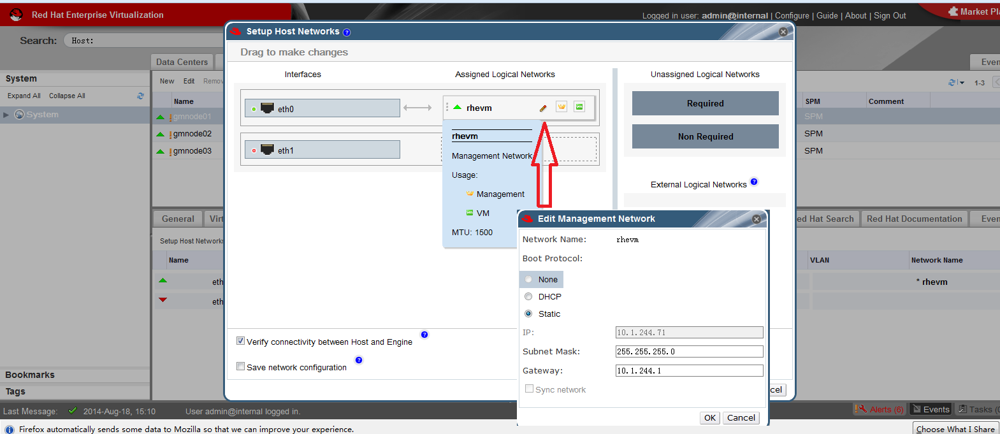 Red Hat Enterprise Virtualization
Logged in user: admin@internal | Configure | Guide | About | Sign Out
Market Pl
Search: Host:
Setup Host Networks
Drag to make changes
Data Centers
Even
System
Expand All Collapse All
System
New Edit Remov
1-3
Name
SPM Comment
gmnode01 SPM
gmnode02 SPM
gmnode03 SPM
Interfaces
Assigned Logical Networks
Unassigned Logical Networks
eth0
rhevm
Required
eth1
Non Required
rhevm
Management Network
Usage:
Management
VM
MTU: 1500
External Logical Networks
General Virt
ed Hat Search Red Hat Documentation Even
Setup Host Networks
Name
VLAN Network Name
eth
* rhevm
eth
Edit Management Network
Network Name: rhevm
Boot Protocol:
None
DHCP
Static
IP: 10.1.244.71
Subnet Mask: 255.255.255.0
Gateway: 10.1.244.1
Sync network
OK Cancel
Verify connectivity between Host and Engine
Save network configuration
cel
Bookmarks
Tags
Last Message: 2014-Aug-18, 15:10 User admin@internal logged in.
Alerts (6) Events Tasks (0
Firefox automatically sends some data to Mozilla so that we can improve your experience.
Choose What I Share